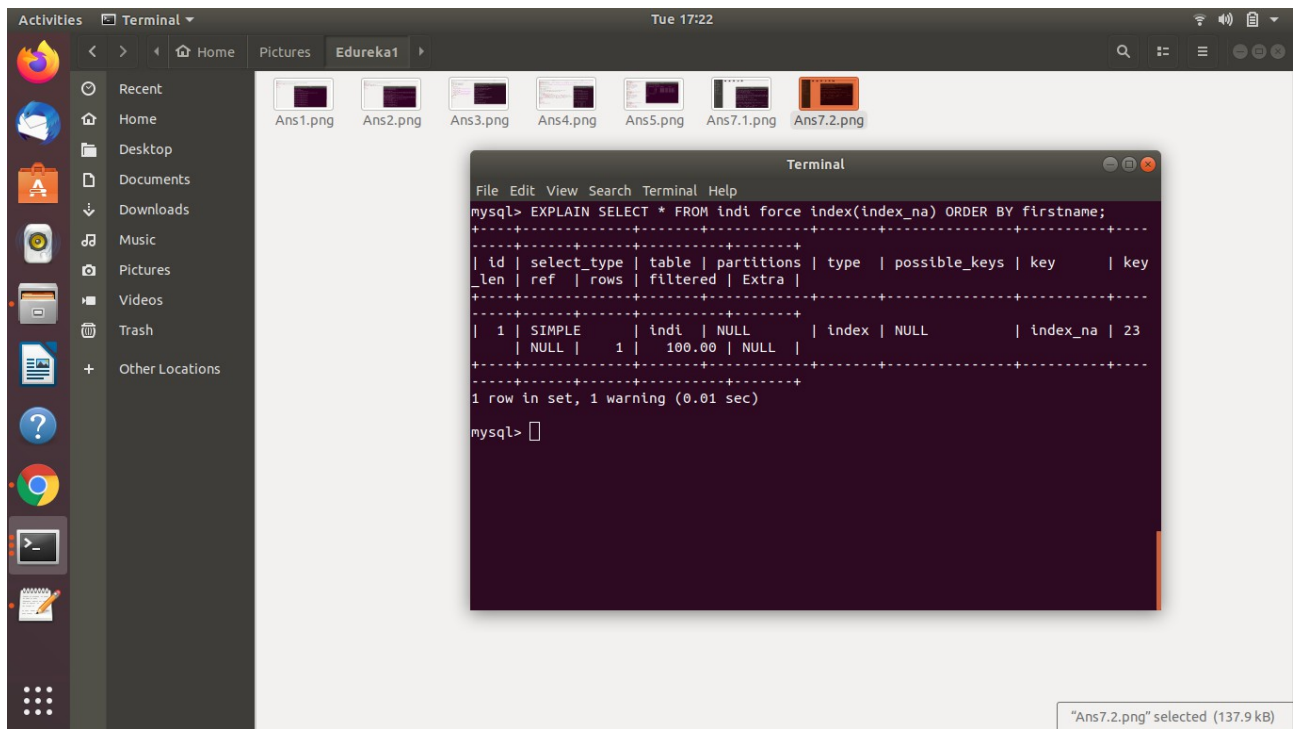 Activities Terminal Tue 17:22
Home Pictures Edureka1
Recent
Home
Desktop
Documents
Downloads
Music
Pictures
Videos
Trash
+ Other Locations
Ans1.png Ans2.png Ans3.png Ans4.png Ans5.png Ans7.1.png Ans7.2.png
Terminal
File Edit View Search Terminal Help
mysql> EXPLAIN SELECT * FROM indi force index(index_na) ORDER BY firstname;
+----+-------------+-------+------------+-------+---------------+----------+----
-----+------+------+----------+-------+
| id | select_type | table | partitions | type  | possible_keys | key      | key
_len | ref  | rows | filtered | Extra |
+----+-------------+-------+------------+-------+---------------+----------+----
-----+------+------+----------+-------+
|  1 | SIMPLE      | indi  | NULL       | index | NULL          | index_na | 23
     | NULL |    1 |   100.00 | NULL  |
+----+-------------+-------+------------+-------+---------------+----------+----
-----+------+------+----------+-------+
1 row in set, 1 warning (0.01 sec)
mysql>
"Ans7.2.png" selected (137.9 kB)